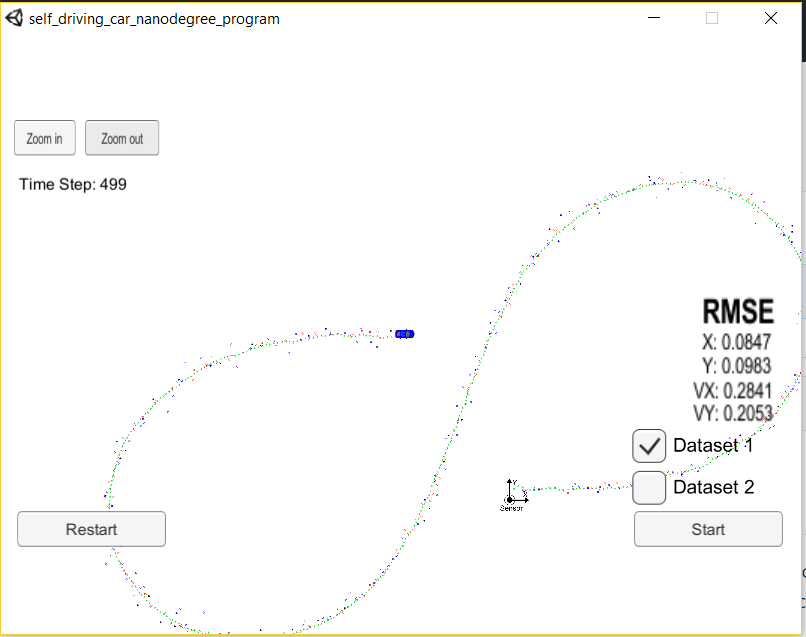 self_driving_car_nanodegree_program
Zoom in
Zoom out
Time Step: 499
RMSE
X: 0.0847
Y: 0.0983
VX: 0.2841
VY: 0.2053
Dataset 1
Dataset 2
Y
X
Sensor
Restart
Start